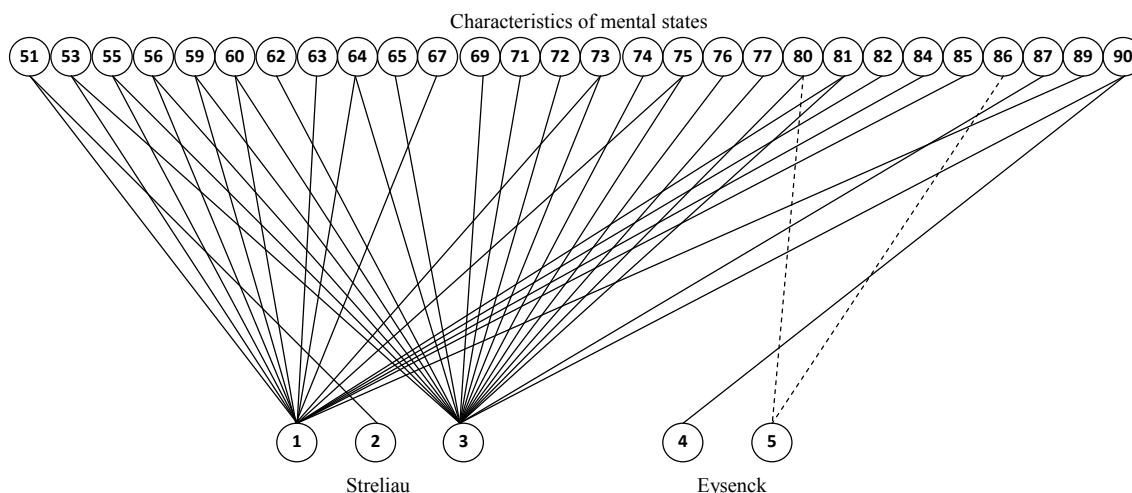 Characteristics of mental states
51 53 55 56 59 60 62 63 64 65 67 69 71 72 73 74 75 76 77 80 81 82 84 85 86 87 89 90
1 2 3 4 5
Streliau Eysenck